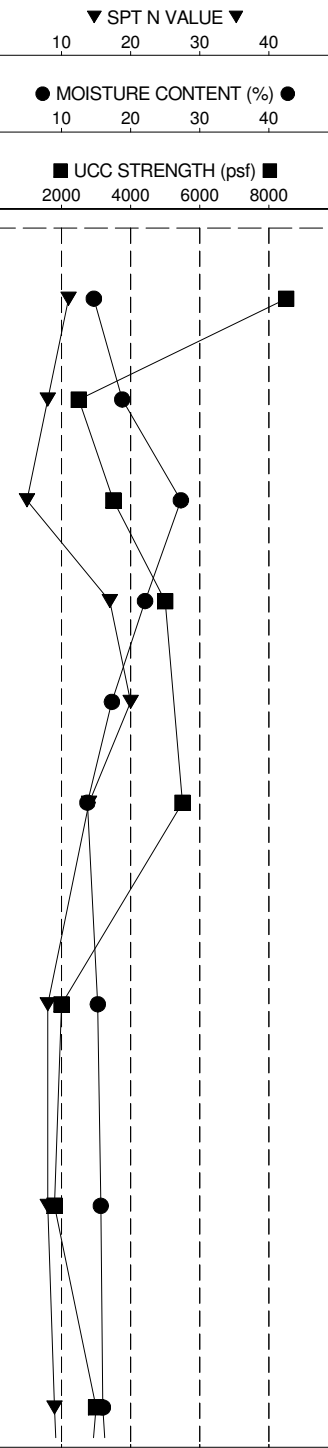 ▼ SPT N VALUE ▼
10 20 30 40
● MOISTURE CONTENT (%) ●
10 20 30 40
■ UCC STRENGTH (psf) ■
2000 4000 6000 8000